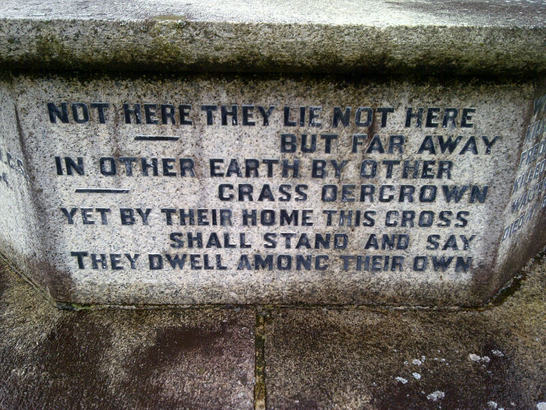 NOT HERE THEY LIE NOT HERE
— BUT FAR AWAY
IN OTHER EARTH BY OTHER
— GRASS OERGROWN
YET BY THEIR HOME THIS CROSS
SHALL STAND AND SAY
THEY DWELL AMONG THEIR OWN